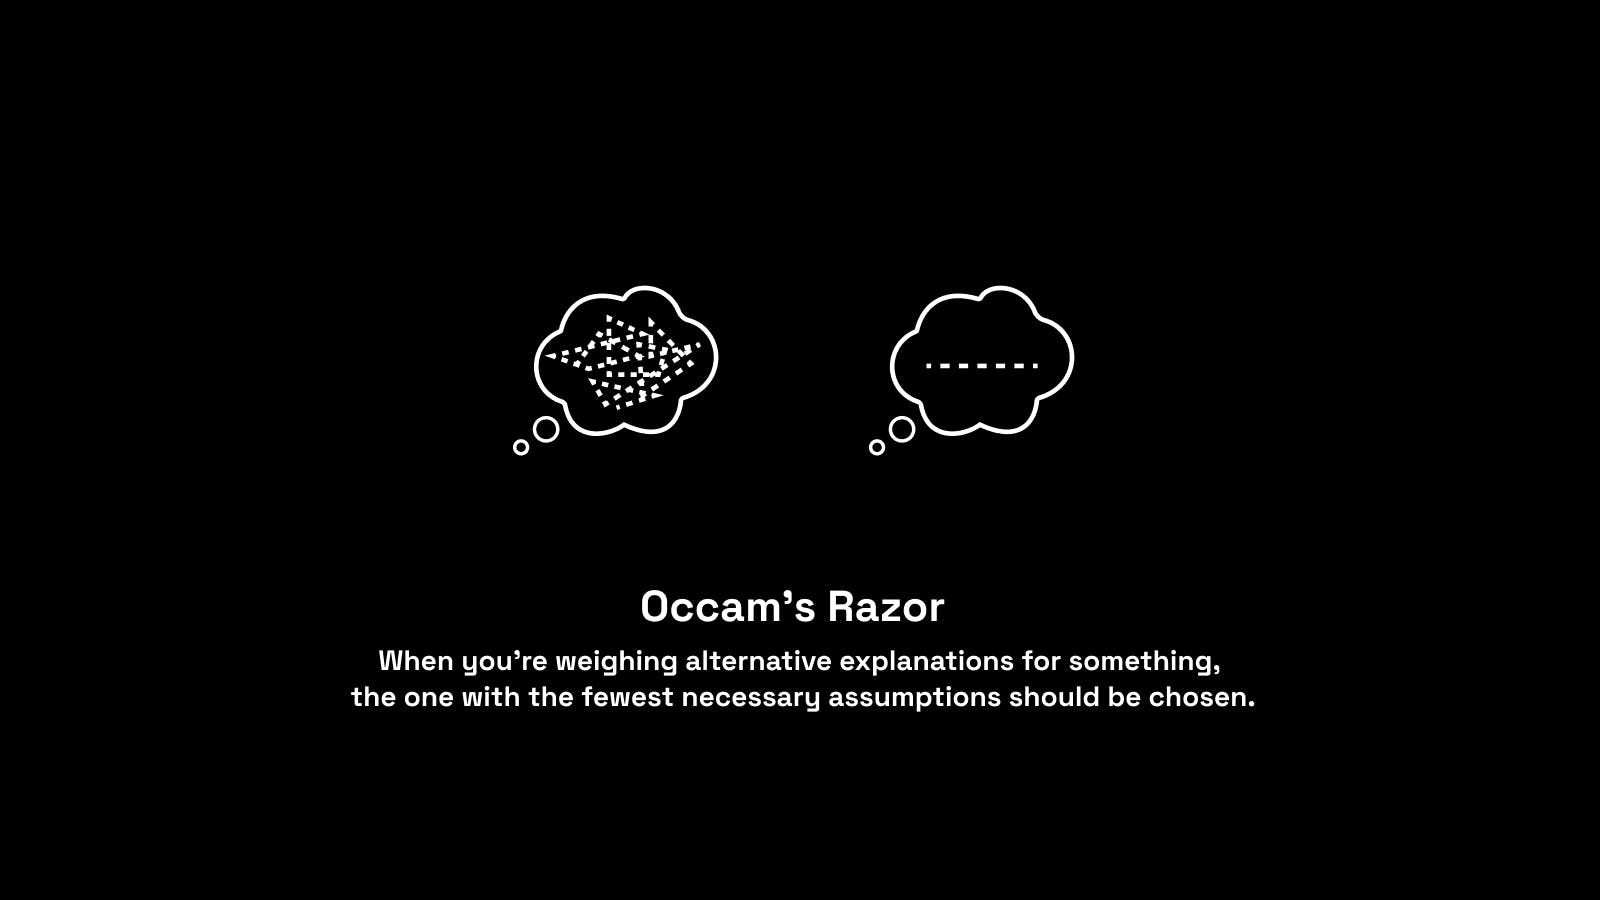 Occam’s Razor
When you’re weighing alternative explanations for something,
the one with the fewest necessary assumptions should be chosen.